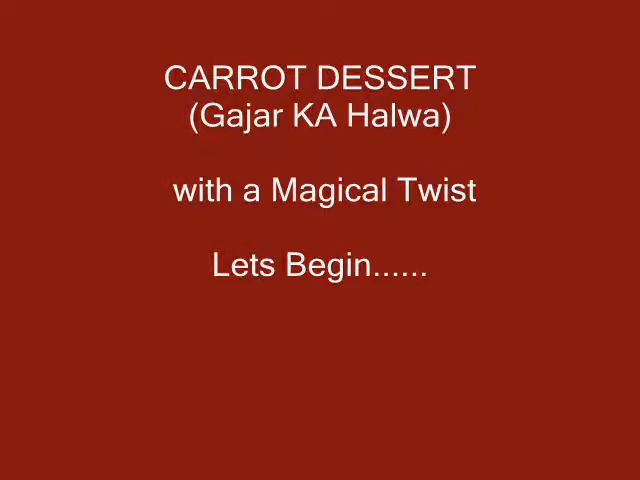 CARROT DESSERT
(Gajar KA Halwa)
with a Magical Twist
Lets Begin......